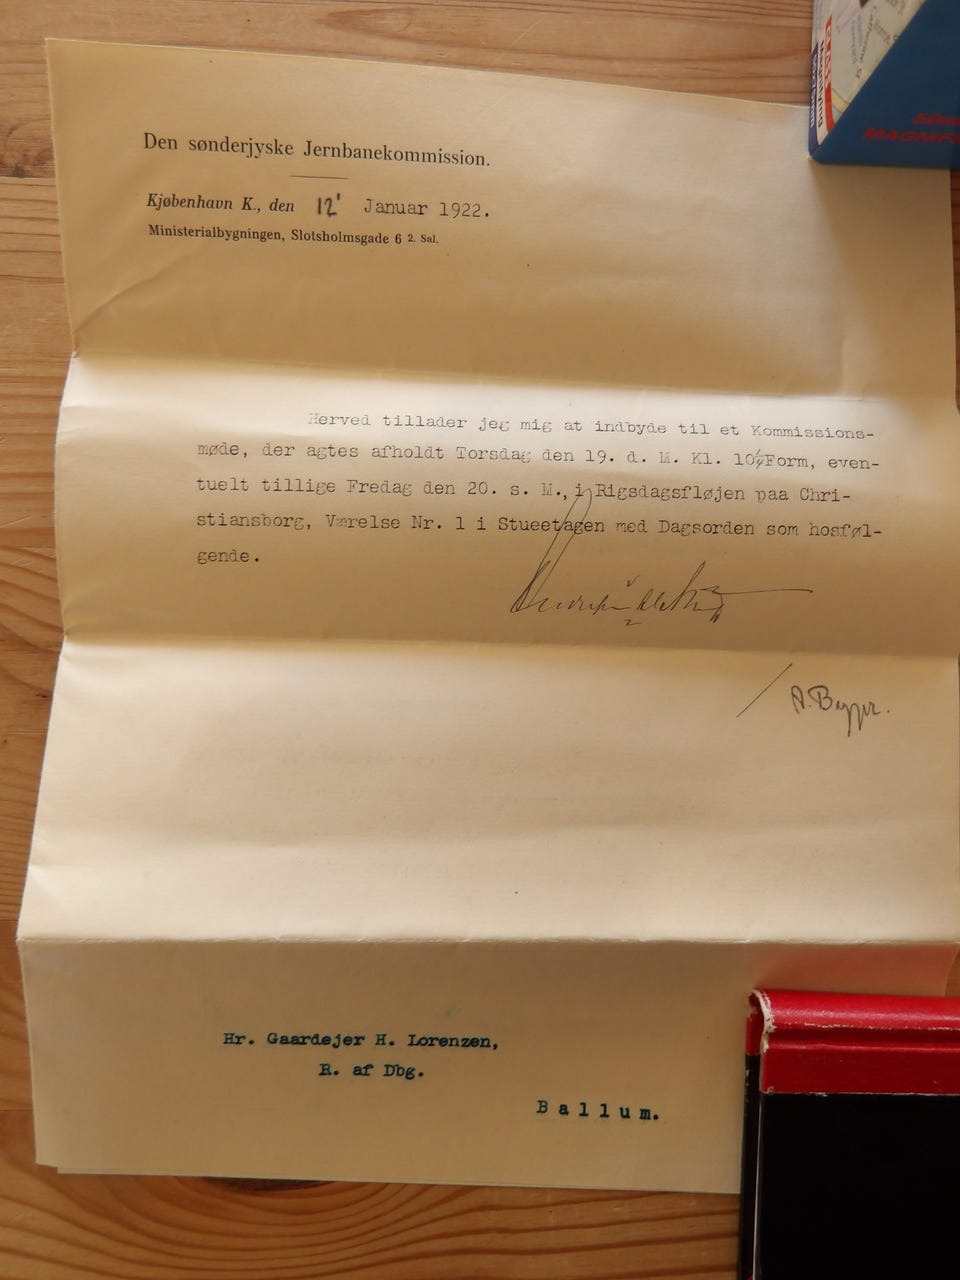 Den sønderjyske Jernbanekommission.
Kjøbenhavn K., den 12' Januar 1922.
Ministerialbygningen, Slotsholmsgade 6 2. Sal.
Herved tillader jeg mig at indbyde til et Kommissions-
møde, der agtes afholdt Torsdag den 19. d. M. Kl. 10½ Form, even-
tuelt tillige Fredag den 20. s. M., i Rigsdagsfløjen paa Chri-
stiansborg, Værelse Nr. 1 i Stueetagen med Dagsorden som hosføl-
gende.
Hr. Gaardejer H. Lorenzen,
R. af Dbg.
Ballum.